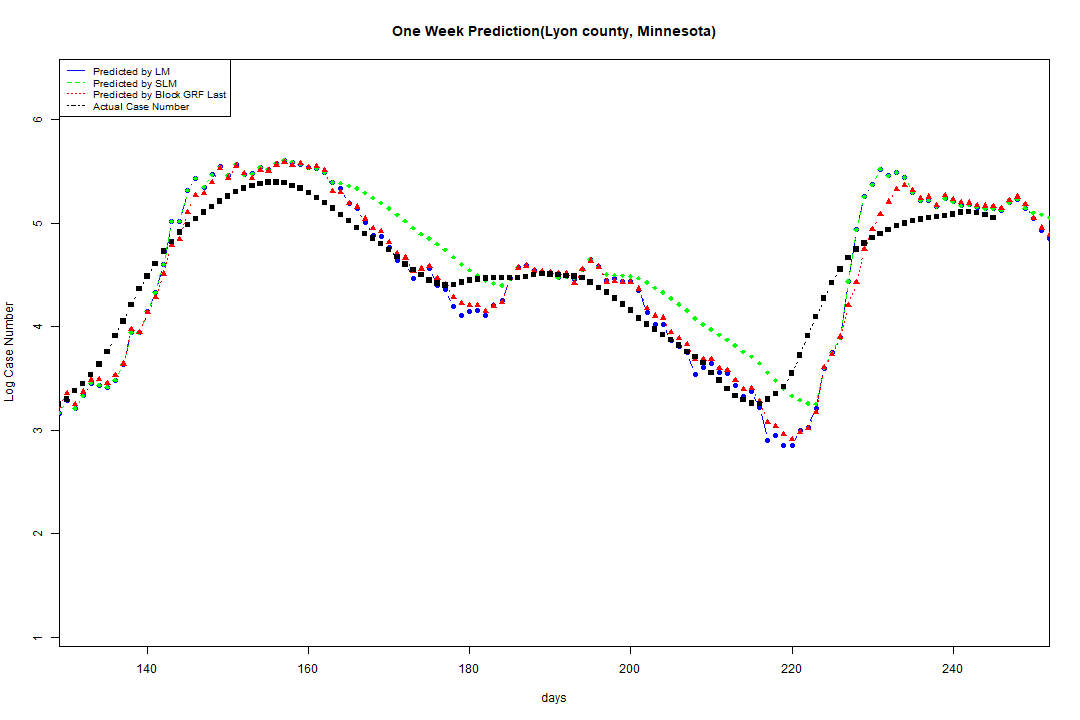 One Week Prediction(Lyon county, Minnesota)
Predicted by LM
Predicted by SLM
Predicted by Block GRF Last
Actual Case Number
6
5
4
3
2
1
Log Case Number
140 160 180 200 220 240
days